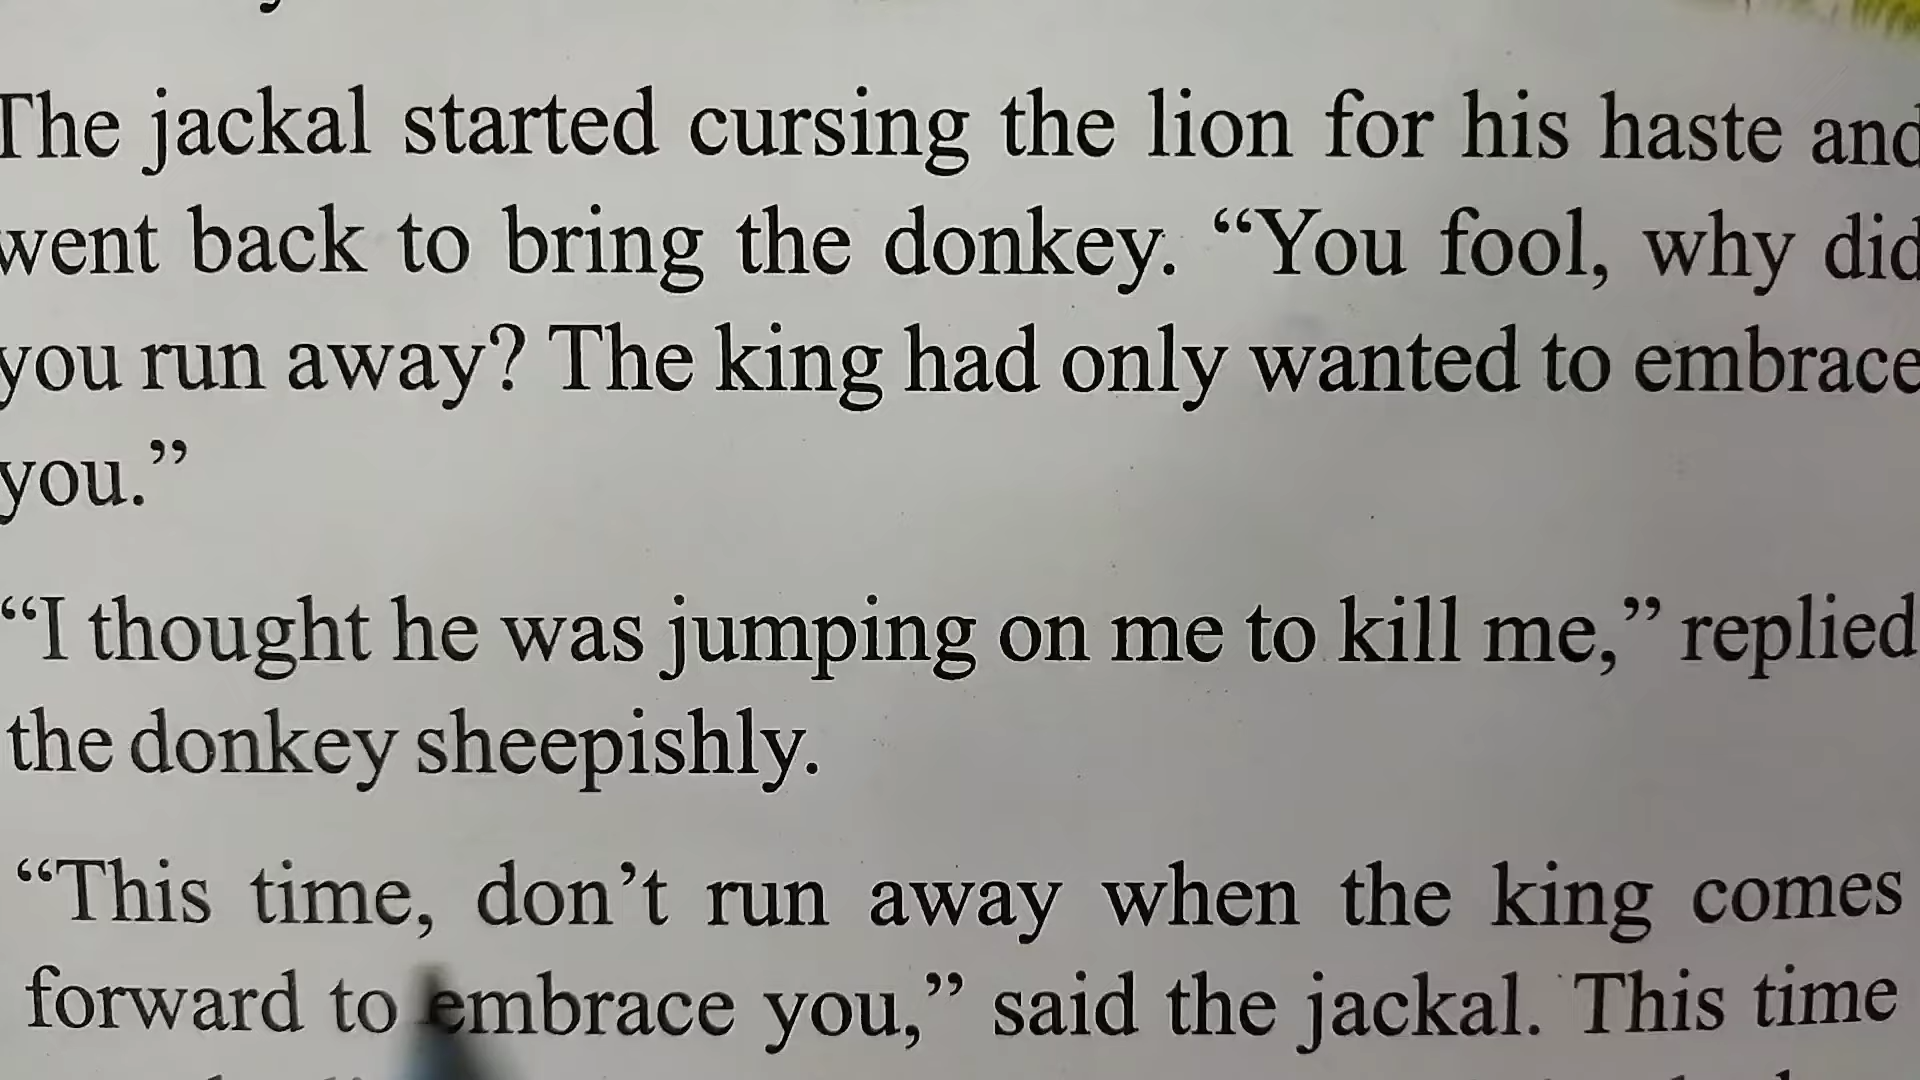 The jackal started cursing the lion for his haste and
went back to bring the donkey. “You fool, why did
you run away? The king had only wanted to embrace
you.”
“I thought he was jumping on me to kill me,” replied
the donkey sheepishly.
“This time, don’t run away when the king comes
forward to embrace you,” said the jackal. This time